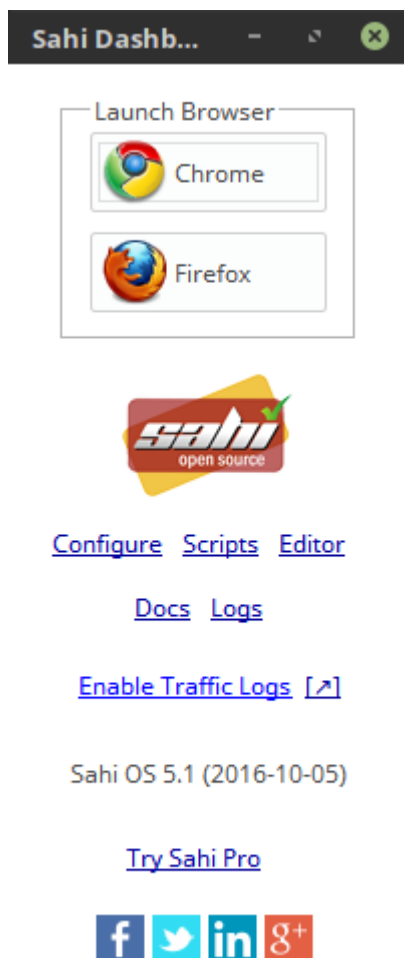 Sahi Dashb...
Launch Browser
Chrome
Firefox
sahi
open source
Configure Scripts Editor
Docs Logs
Enable Traffic Logs [↗]
Sahi OS 5.1 (2016-10-05)
Try Sahi Pro
f in g+